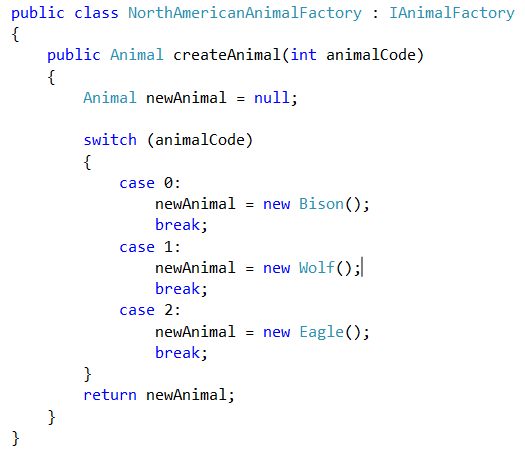 public class NorthAmericanAnimalFactory : IAnimalFactory
{
    public Animal createAnimal(int animalCode)
    {
        Animal newAnimal = null;

        switch (animalCode)
        {
            case 0:
                newAnimal = new Bison();
                break;
            case 1:
                newAnimal = new Wolf();
                break;
            case 2:
                newAnimal = new Eagle();
                break;
        }
        return newAnimal;
    }
}